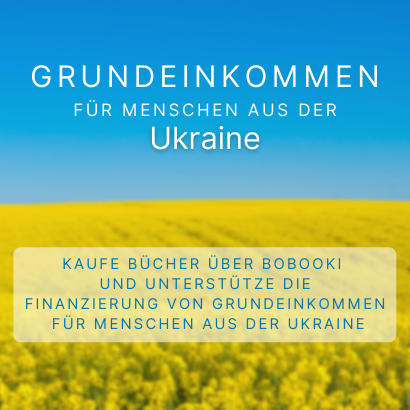 GRUNDEINKOMMEN
FÜR MENSCHEN AUS DER
Ukraine
KAUFE BÜCHER ÜBER BOBOOKI
UND UNTERSTÜTZE DIE
FINANZIERUNG VON GRUNDEINKOMMEN
FÜR MENSCHEN AUS DER UKRAINE